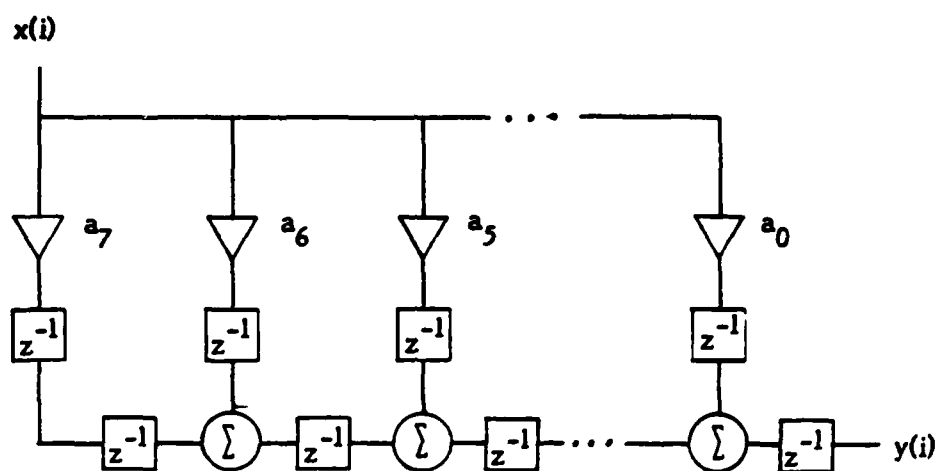 x(i)
. . .
a₇ a₆ a₅ a₀
z⁻¹ z⁻¹ z⁻¹ z⁻¹
z⁻¹ Σ z⁻¹ Σ z⁻¹ ... Σ z⁻¹ y(i)